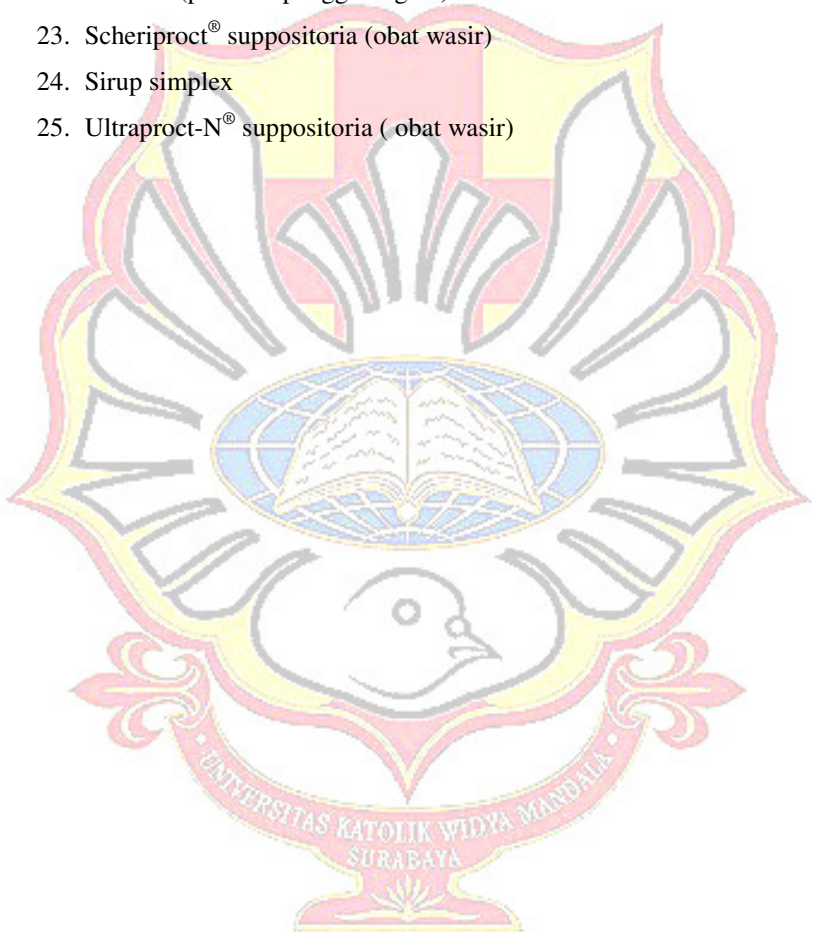 23. Scheriproct® suppositoria (obat wasir)
24. Sirup simplex
25. Ultraproct-N® suppositoria ( obat wasir)
UNIVERSITAS KATOLIK WIDYA MANDALA
SURABAYA